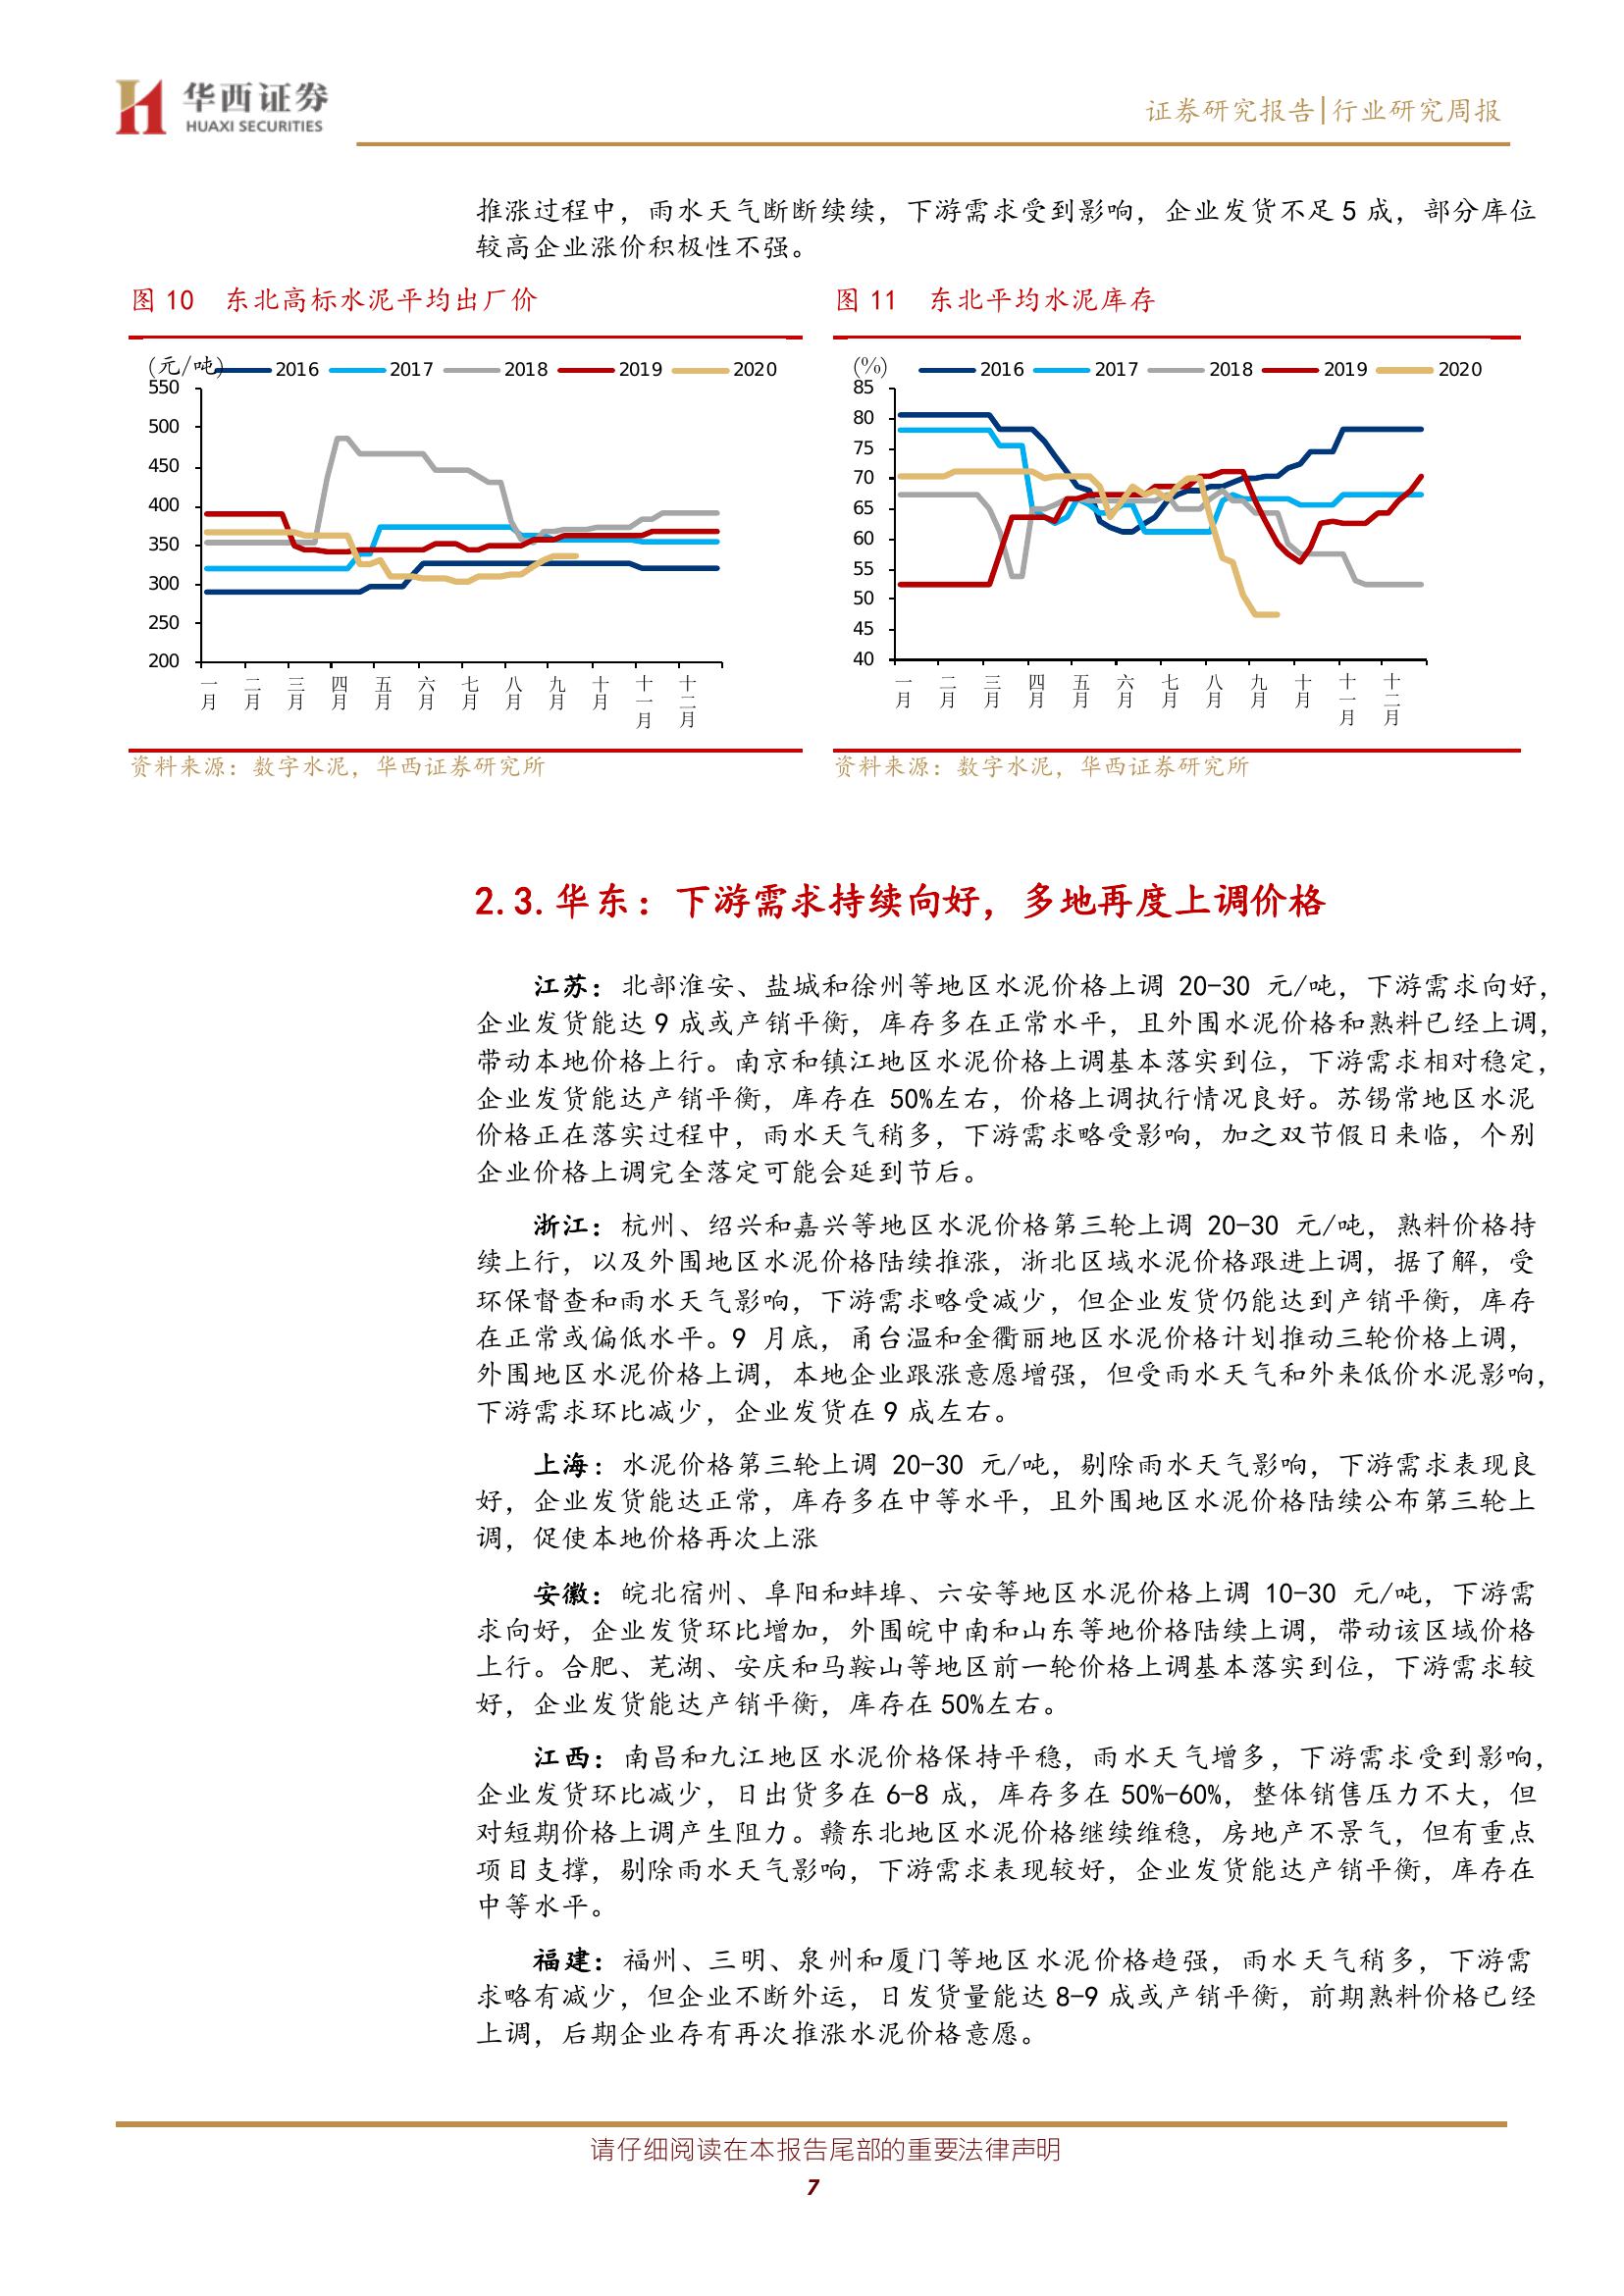 华西证券
HUAXI SECURITIES
证券研究报告|行业研究周报
推涨过程中，雨水天气断断续续，下游需求受到影响，企业发货不足 5 成，部分库位
较高企业涨价积极性不强。
图 10 东北高标水泥平均出厂价
(元/吨)
2016 2017 2018 2019 2020
550
500
450
400
350
300
250
200
一月 二月 三月 四月 五月 六月 七月 八月 九月 十月 十一月 十二月
资料来源：数字水泥，华西证券研究所
图 11 东北平均水泥库存
(%)
2016 2017 2018 2019 2020
85
80
75
70
65
60
55
50
45
40
一月 二月 三月 四月 五月 六月 七月 八月 九月 十月 十一月 十二月
资料来源：数字水泥，华西证券研究所
2.3.华东：下游需求持续向好，多地再度上调价格
江苏：北部淮安、盐城和徐州等地区水泥价格上调 20-30 元/吨，下游需求向好，
企业发货能达 9 成或产销平衡，库存多在正常水平，且外围水泥价格和熟料已经上调，
带动本地价格上行。南京和镇江地区水泥价格上调基本落实到位，下游需求相对稳定，
企业发货能达产销平衡，库存在 50%左右，价格上调执行情况良好。苏锡常地区水泥
价格正在落实过程中，雨水天气稍多，下游需求略受影响，加之双节假日来临，个别
企业价格上调完全落定可能会延到节后。
浙江：杭州、绍兴和嘉兴等地区水泥价格第三轮上调 20-30 元/吨，熟料价格持
续上行，以及外围地区水泥价格陆续推涨，浙北区域水泥价格跟进上调，据了解，受
环保督查和雨水天气影响，下游需求略受减少，但企业发货仍能达到产销平衡，库存
在正常或偏低水平。9 月底，甬台温和金衢丽地区水泥价格计划推动三轮价格上调，
外围地区水泥价格上调，本地企业跟涨意愿增强，但受雨水天气和外来低价水泥影响，
下游需求环比减少，企业发货在 9 成左右。
上海：水泥价格第三轮上调 20-30 元/吨，剔除雨水天气影响，下游需求表现良
好，企业发货能达正常，库存多在中等水平，且外围地区水泥价格陆续公布第三轮上
调，促使本地价格再次上涨
安徽：皖北宿州、阜阳和蚌埠、六安等地区水泥价格上调 10-30 元/吨，下游需
求向好，企业发货环比增加，外围皖中南和山东等地价格陆续上调，带动该区域价格
上行。合肥、芜湖、安庆和马鞍山等地区前一轮价格上调基本落实到位，下游需求较
好，企业发货能达产销平衡，库存在 50%左右。
江西：南昌和九江地区水泥价格保持平稳，雨水天气增多，下游需求受到影响，
企业发货环比减少，日出货多在 6-8 成，库存多在 50%-60%，整体销售压力不大，但
对短期价格上调产生阻力。赣东北地区水泥价格继续维稳，房地产不景气，但有重点
项目支撑，剔除雨水天气影响，下游需求表现较好，企业发货能达产销平衡，库存在
中等水平。
福建：福州、三明、泉州和厦门等地区水泥价格趋强，雨水天气稍多，下游需
求略有减少，但企业不断外运，日发货量能达 8-9 成或产销平衡，前期熟料价格已经
上调，后期企业存有再次推涨水泥价格意愿。
请仔细阅读在本报告尾部的重要法律声明
7